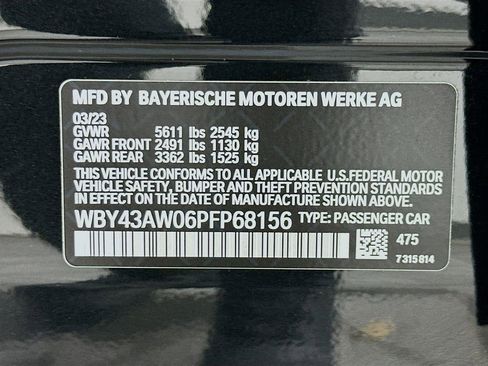 MFD BY BAYERISCHE MOTOREN WERKE AG
03/23
GVWR 5611 lbs 2545 kg
GAWR FRONT 2491 lbs 1130 kg
GAWR REAR 3362 lbs 1525 kg
THIS VEHICLE CONFORMS TO ALL APPLICABLE U.S.FEDERAL MOTOR
VEHICLE SAFETY, BUMPER AND THEFT PREVENTION STANDARDS
IN EFFECT ON THE DATE OF MANUFACTURE SHOWN ABOVE.
WBY43AW06PFP68156 TYPE: PASSENGER CAR
475
7315814